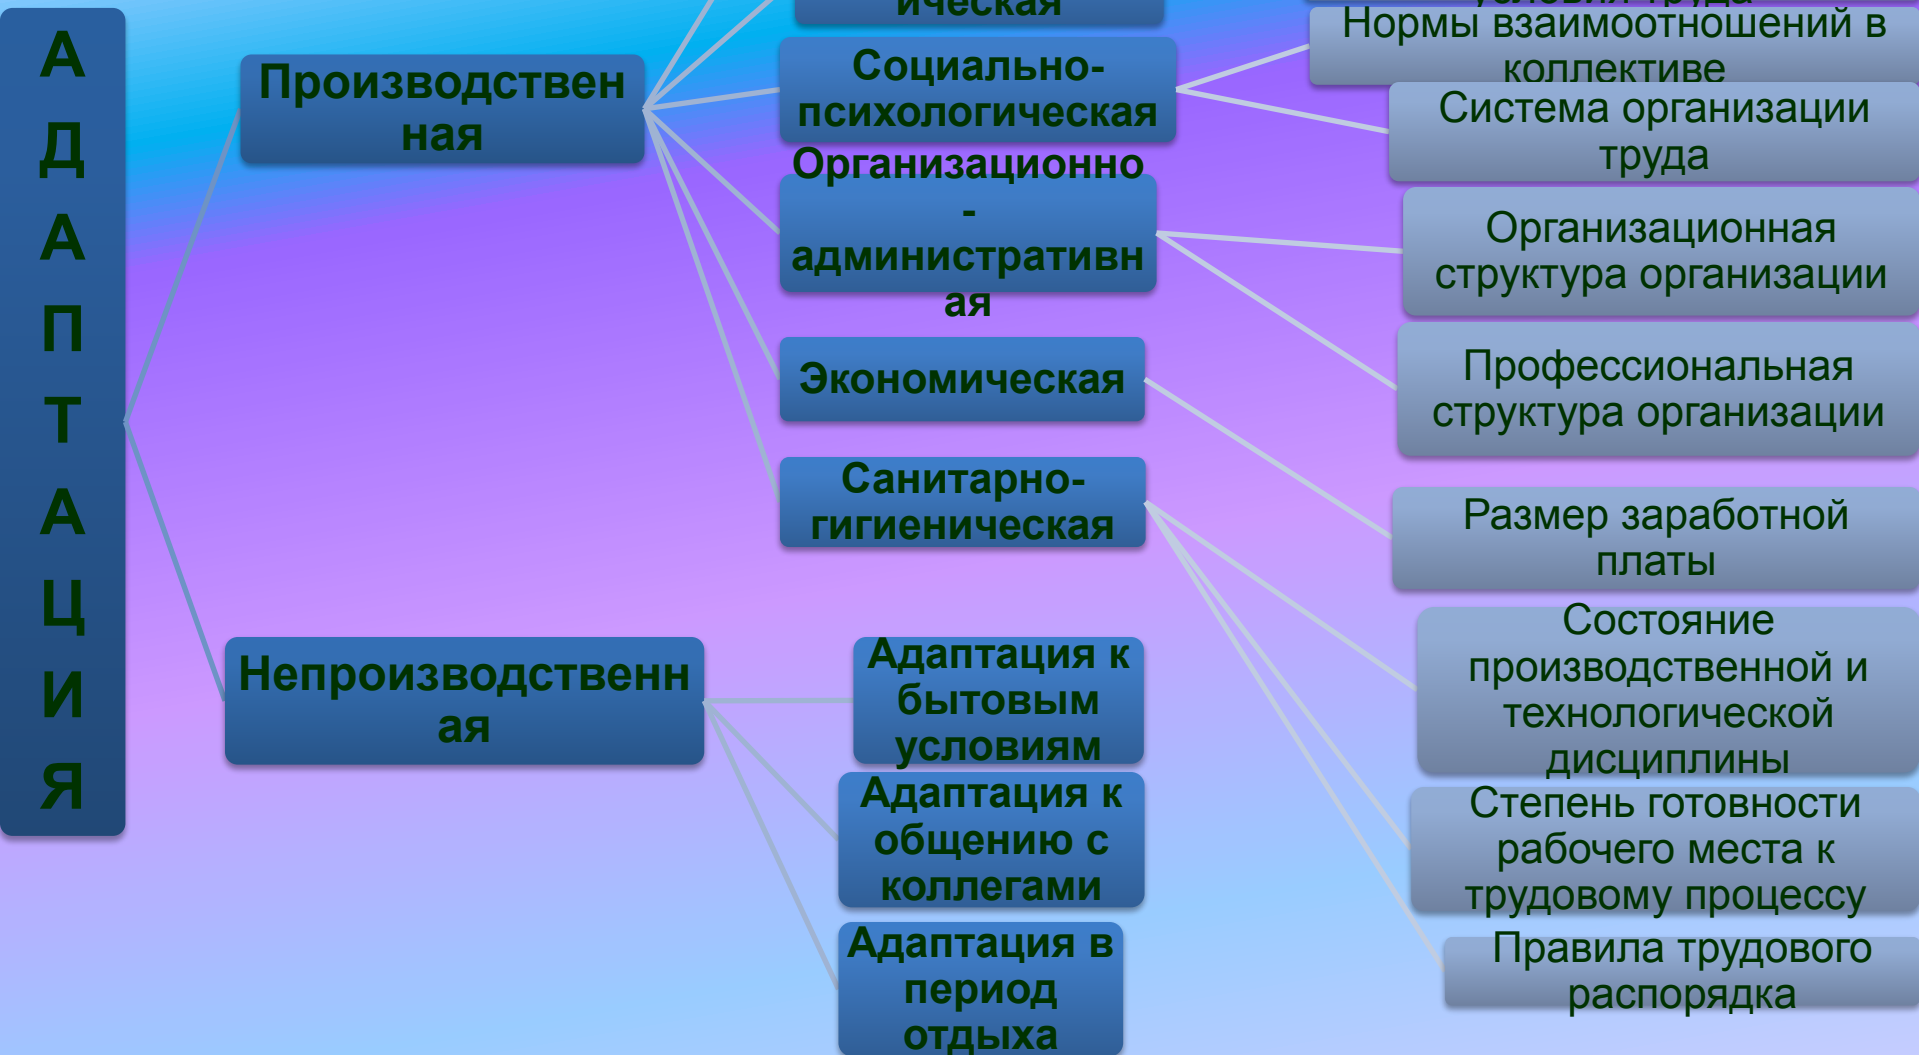 А
Д
А
П
Т
А
Ц
И
Я
Производствен
ная
Непроизводственн
ая
ическая
Социально-
психологическая
Организационно
-
административн
ая
Экономическая
Санитарно-
гигиеническая
Адаптация к
бытовым
условиям
Адаптация к
общению с
коллегами
Адаптация в
период
отдыха
труда
Нормы взаимоотношений в
коллективе
Система организации
труда
Организационная
структура организации
Профессиональная
структура организации
Размер заработной
платы
Состояние
производственной и
технологической
дисциплины
Степень готовности
рабочего места к
трудовому процессу
Правила трудового
распорядка